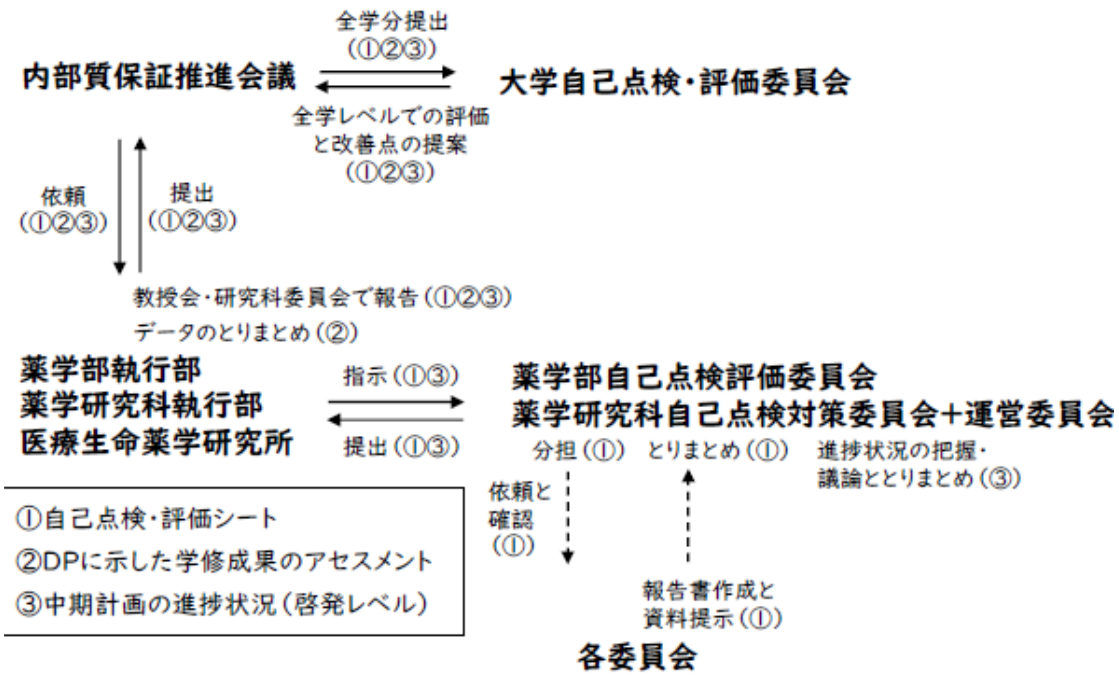 全学分提出
(①②③)
内部質保証推進会議
大学自己点検・評価委員会
全学レベルでの評価
と改善点の提案
(①②③)
依頼
(①②③)
提出
(①②③)
教授会・研究科委員会で報告(①②③)
データのとりまとめ(②)
薬学部執行部
薬学研究科執行部
医療生命薬学研究所
指示(①③)
提出(①③)
薬学部自己点検評価委員会
薬学研究科自己点検対策委員会+運営委員会
分担(①)
とりまとめ(①)
進捗状況の把握・
議論ととりまとめ(③)
依頼と
確認
(①)
報告書作成と
資料提示(①)
各委員会
①自己点検・評価シート
②DPに示した学修成果のアセスメント
③中期計画の進捗状況(啓発レベル)